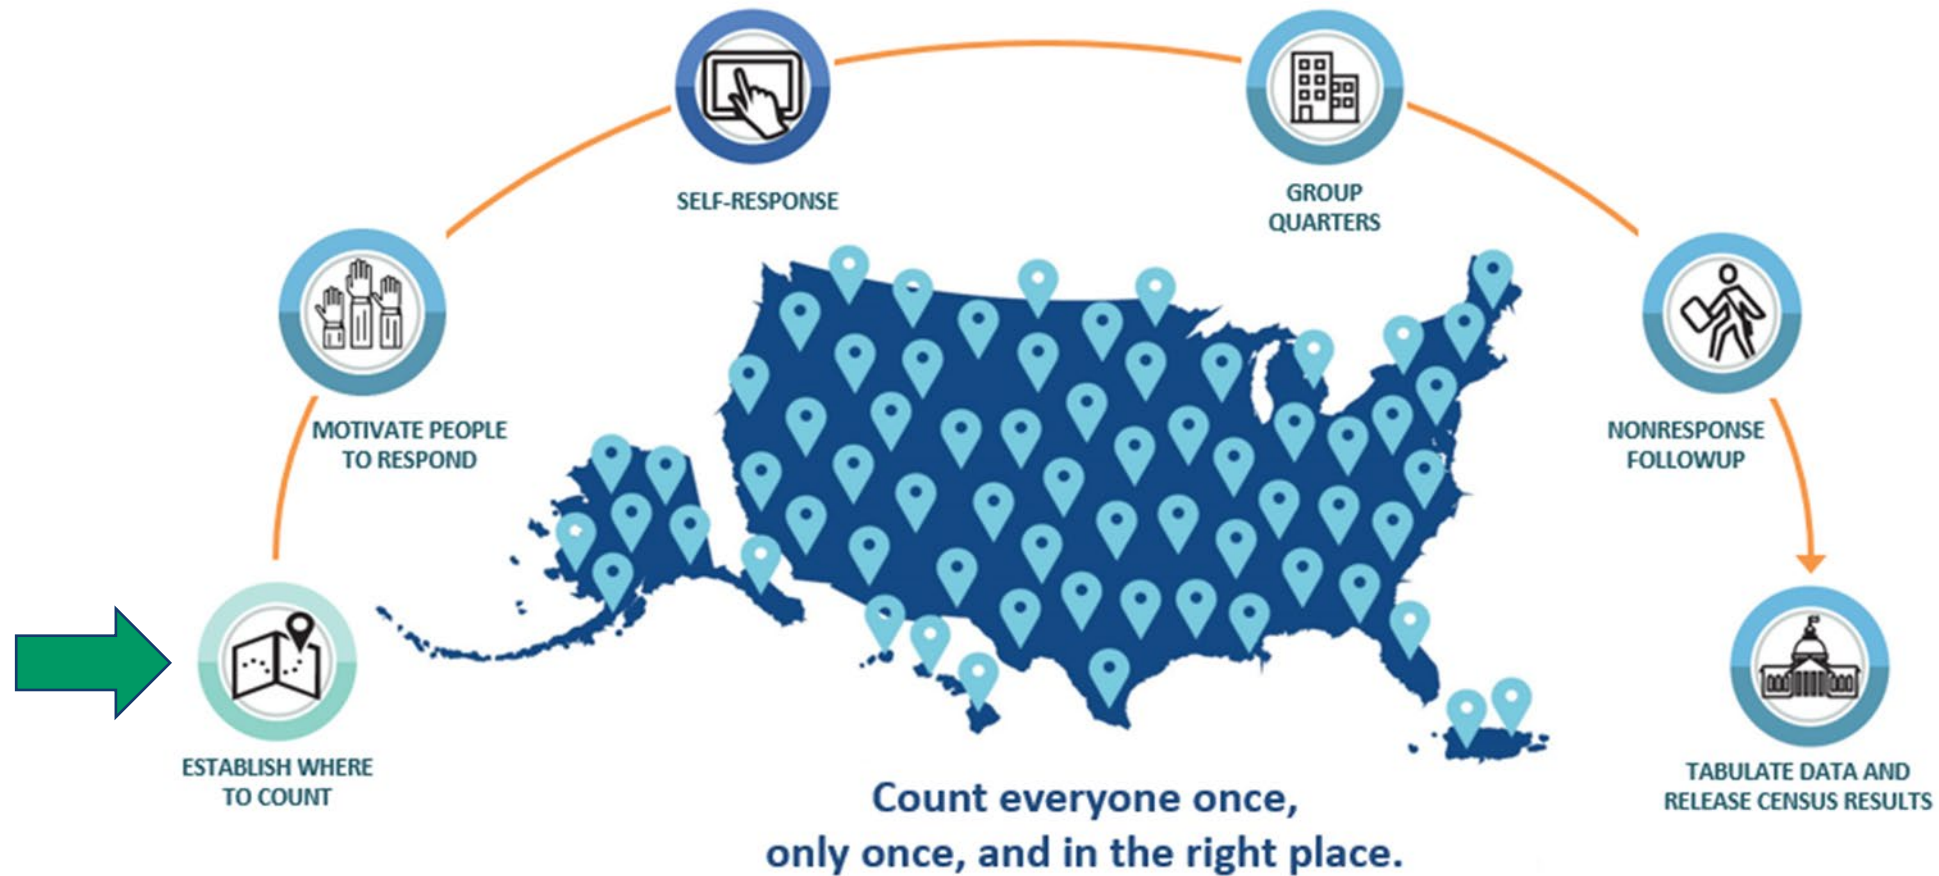 ESTABLISH WHERE
TO COUNT
MOTIVATE PEOPLE
TO RESPOND
SELF-RESPONSE
GROUP
QUARTERS
NONRESPONSE
FOLLOWUP
TABULATE DATA AND
RELEASE CENSUS RESULTS
Count everyone once,
only once, and in the right place.